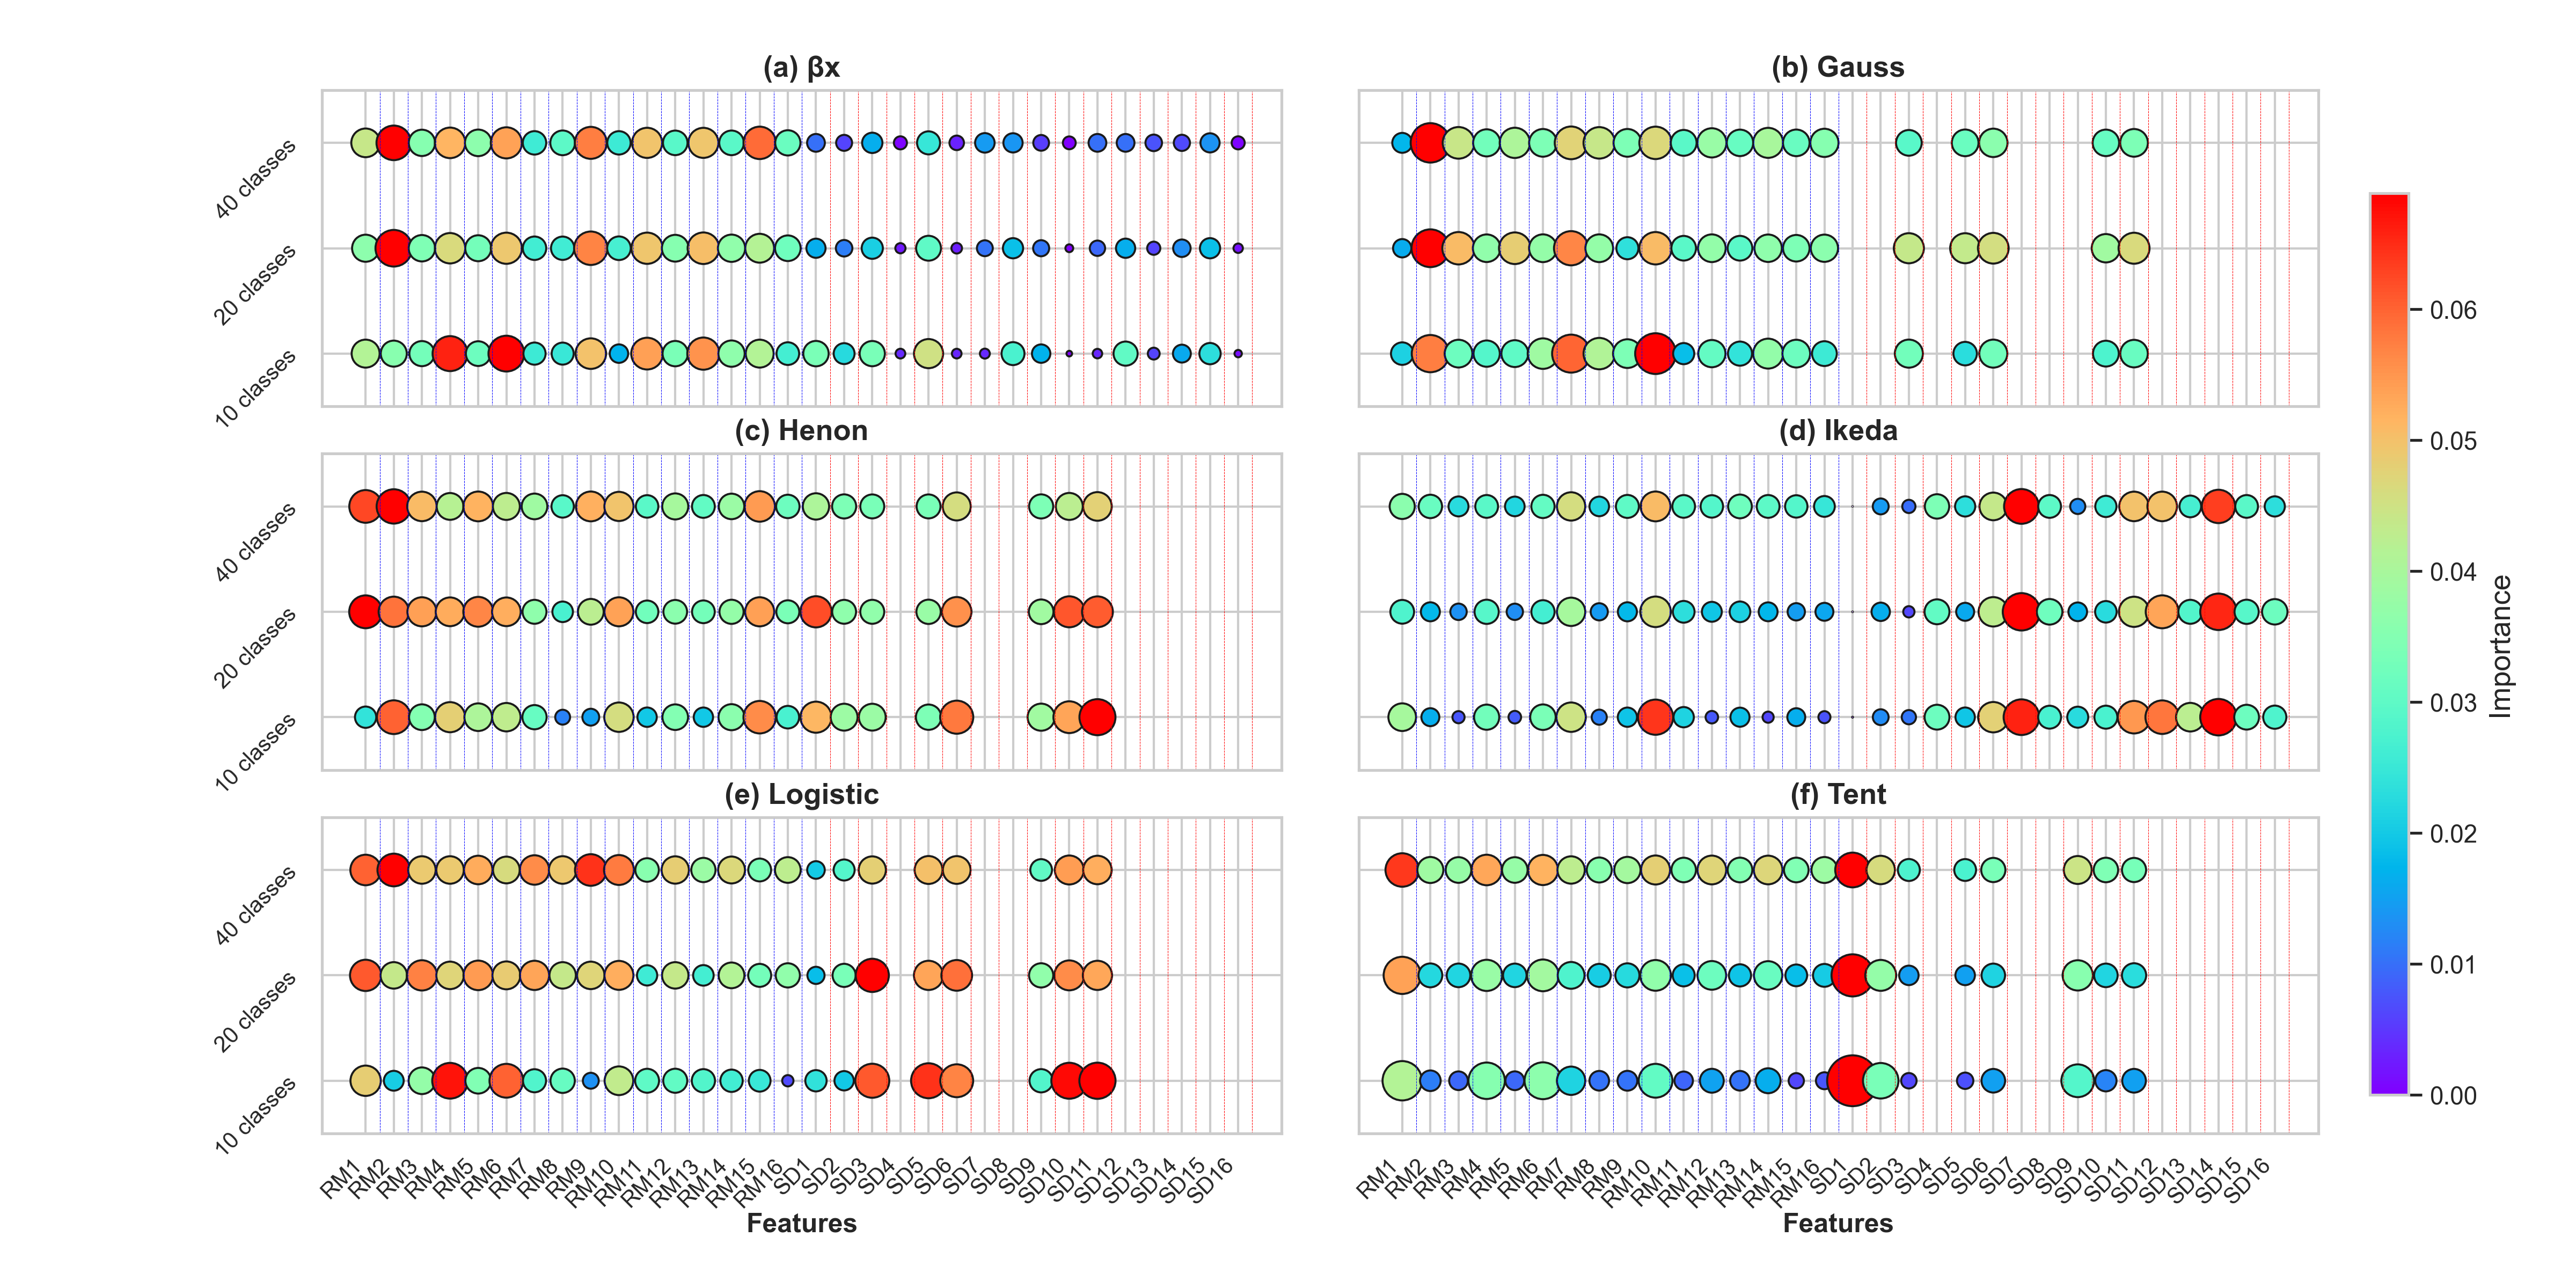 (a) βx
40 classes
20 classes
10 classes
(b) Gauss
(c) Henon
40 classes
20 classes
10 classes
(d) Ikeda
(e) Logistic
40 classes
20 classes
10 classes
RM1
RM2
RM3
RM4
RM5
RM6
RM7
RM8
RM9
RM10
RM11
RM12
RM13
RM14
RM15
RM16
SD1
SD2
SD3
SD4
SD5
SD6
SD7
SD8
SD9
SD10
SD11
SD12
SD13
SD14
SD15
SD16
Features
(f) Tent
RM1
RM2
RM3
RM4
RM5
RM6
RM7
RM8
RM9
RM10
RM11
RM12
RM13
RM14
RM15
RM16
SD1
SD2
SD3
SD4
SD5
SD6
SD7
SD8
SD9
SD10
SD11
SD12
SD13
SD14
SD15
SD16
Features
0.06
0.05
0.04
0.03
0.02
0.01
0.00
Importance